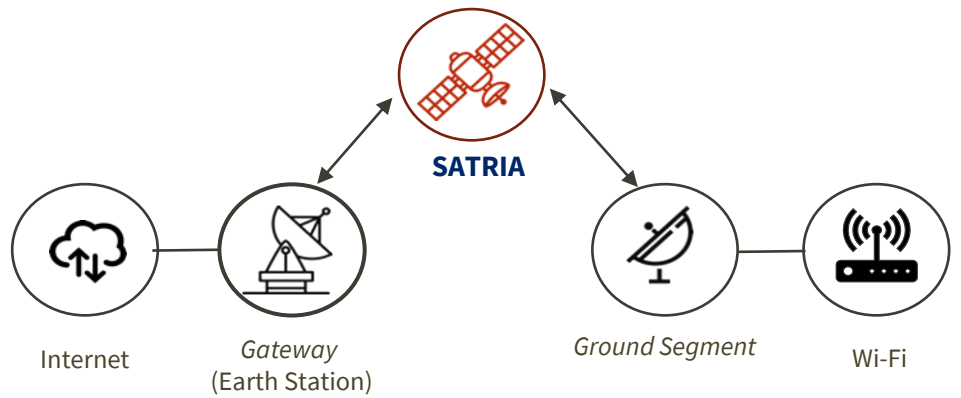 SATRIA
Internet
Gateway
(Earth Station)
Ground Segment
Wi-Fi